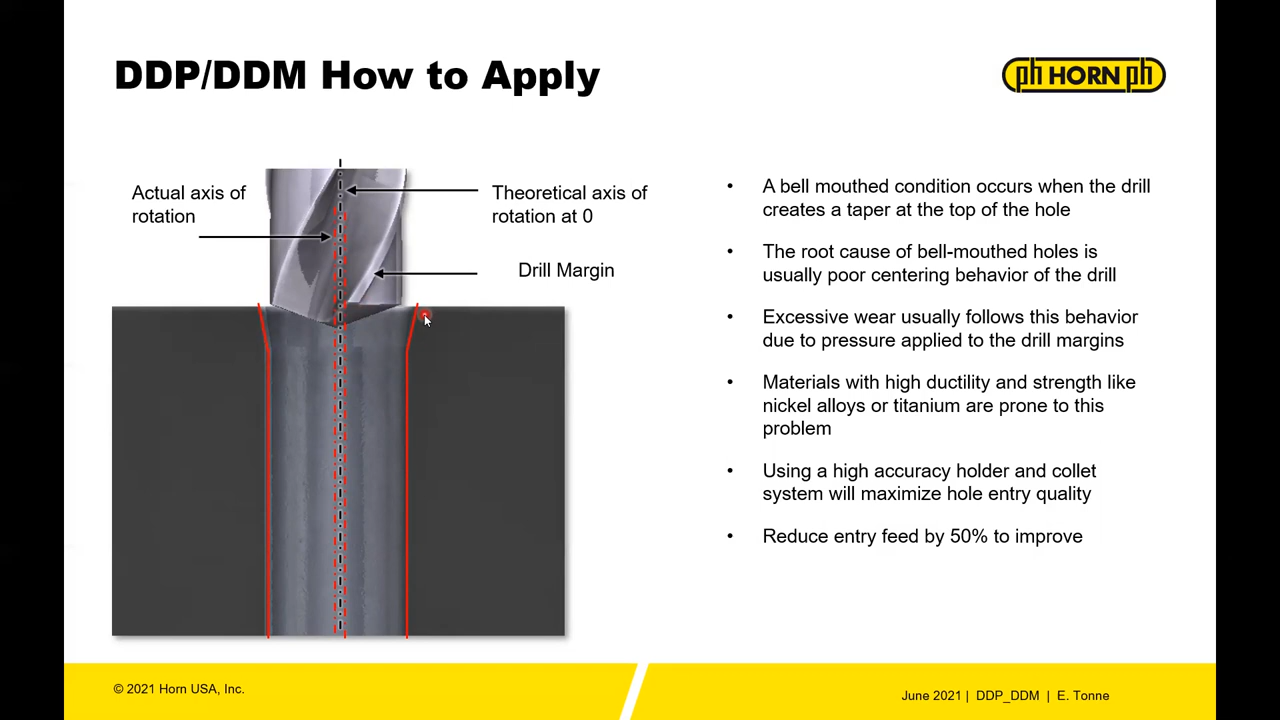 DDP/DDM How to Apply
ph HORN ph
Actual axis of
rotation
Theoretical axis of
rotation at 0
Drill Margin
• A bell mouthed condition occurs when the drill
creates a taper at the top of the hole
• The root cause of bell-mouthed holes is
usually poor centering behavior of the drill
• Excessive wear usually follows this behavior
due to pressure applied to the drill margins
• Materials with high ductility and strength like
nickel alloys or titanium are prone to this
problem
• Using a high accuracy holder and collet
system will maximize hole entry quality
• Reduce entry feed by 50% to improve
© 2021 Horn USA, Inc.
June 2021 | DDP_DDM | E. Tonne